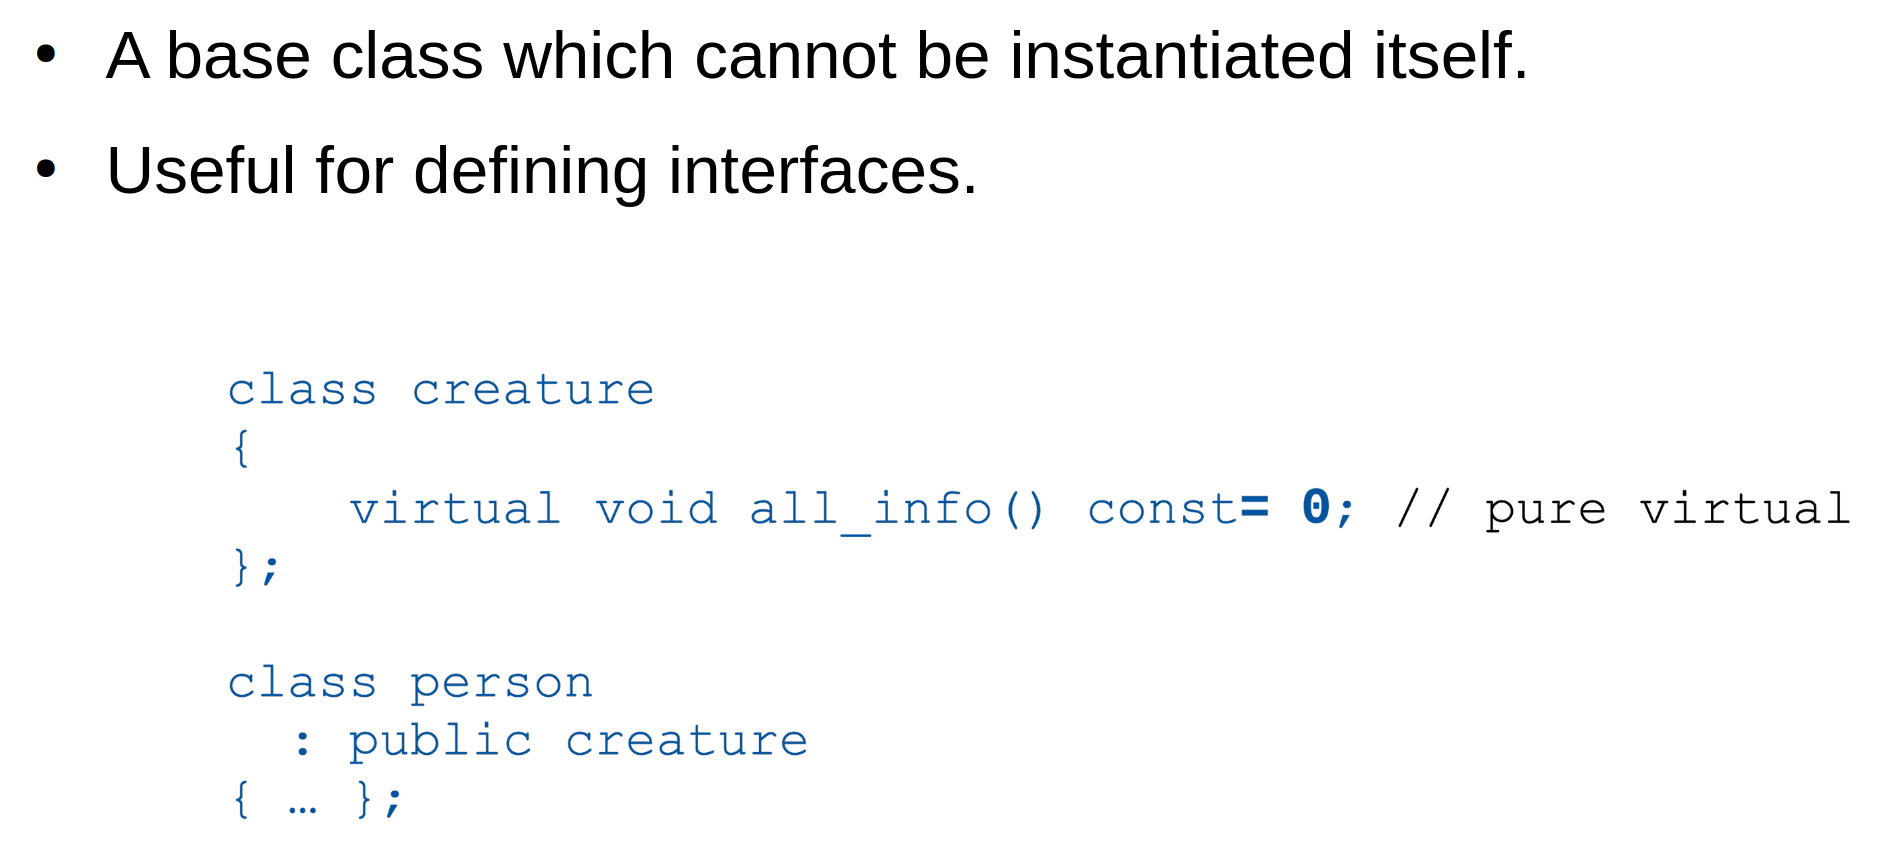 • A base class which cannot be instantiated itself.
• Useful for defining interfaces.
class creature
{
    virtual void all_info() const= 0; // pure virtual
};
class person
  : public creature
{ … };